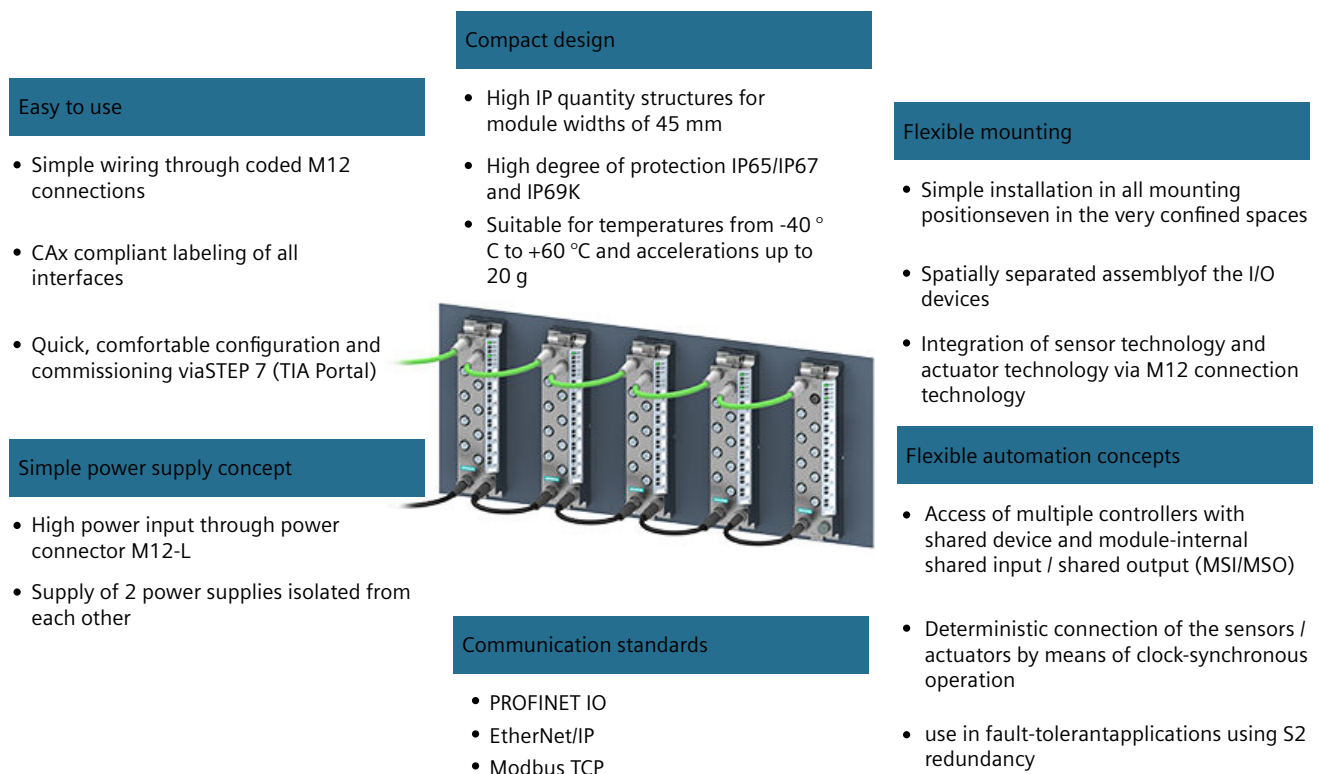 Compact design
High IP quantity structures for
module widths of 45 mm
High degree of protection IP65/IP67
and IP69K
Suitable for temperatures from -40 °
C to +60 °C and accelerations up to
20 g
Easy to use
Simple wiring through coded M12
connections
CAx compliant labeling of all
interfaces
Quick, comfortable configuration and
commissioning viaSTEP 7 (TIA Portal)
Flexible mounting
Simple installation in all mounting
positionseven in the very confined spaces
Spatially separated assemblyof the I/O
devices
Integration of sensor technology and
actuator technology via M12 connection
technology
Simple power supply concept
High power input through power
connector M12-L
Supply of 2 power supplies isolated from
each other
Flexible automation concepts
Access of multiple controllers with
shared device and module-internal
shared input / shared output (MSI/MSO)
Deterministic connection of the sensors /
actuators by means of clock-synchronous
operation
use in fault-tolerantapplications using S2
redundancy
Communication standards
PROFINET IO
EtherNet/IP
Modbus TCP